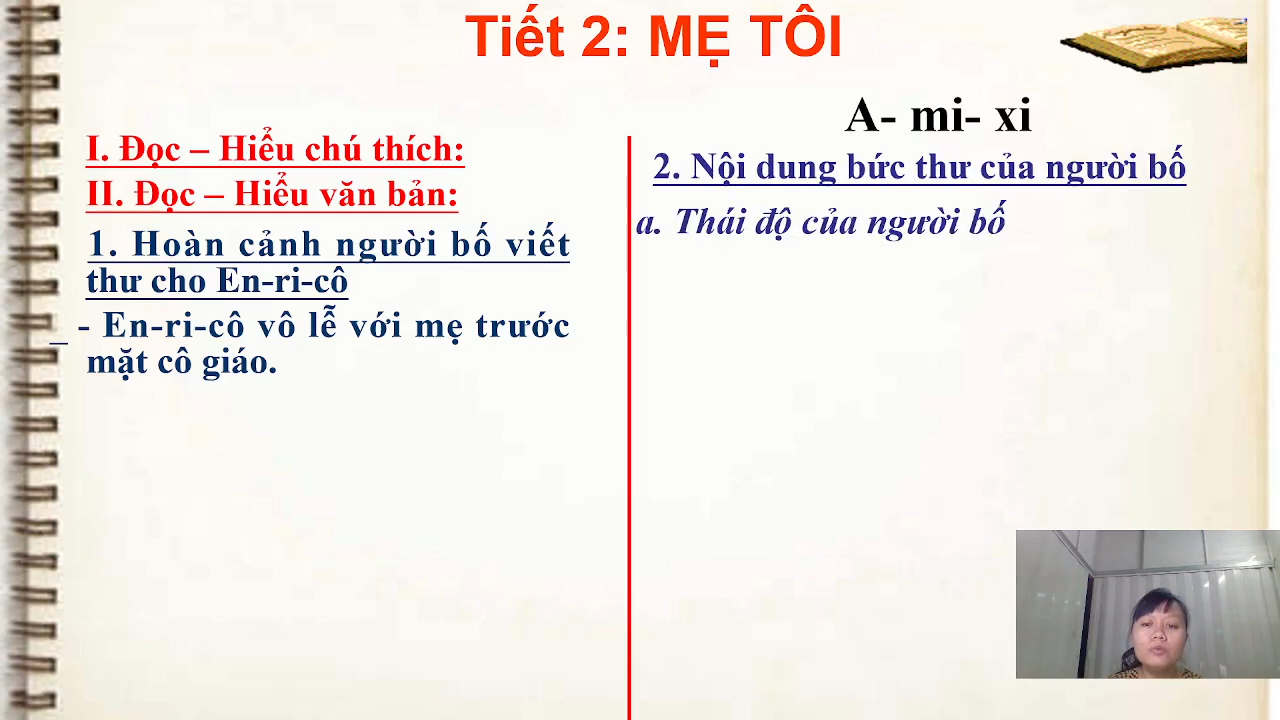 Tiết 2: MẸ TÔI
A- mi- xi
I. Đọc – Hiểu chú thích:
II. Đọc – Hiểu văn bản:
1. Hoàn cảnh người bố viết
thư cho En-ri-cô
_ - En-ri-cô vô lễ với mẹ trước
mặt cô giáo.
2. Nội dung bức thư của người bố
a. Thái độ của người bố